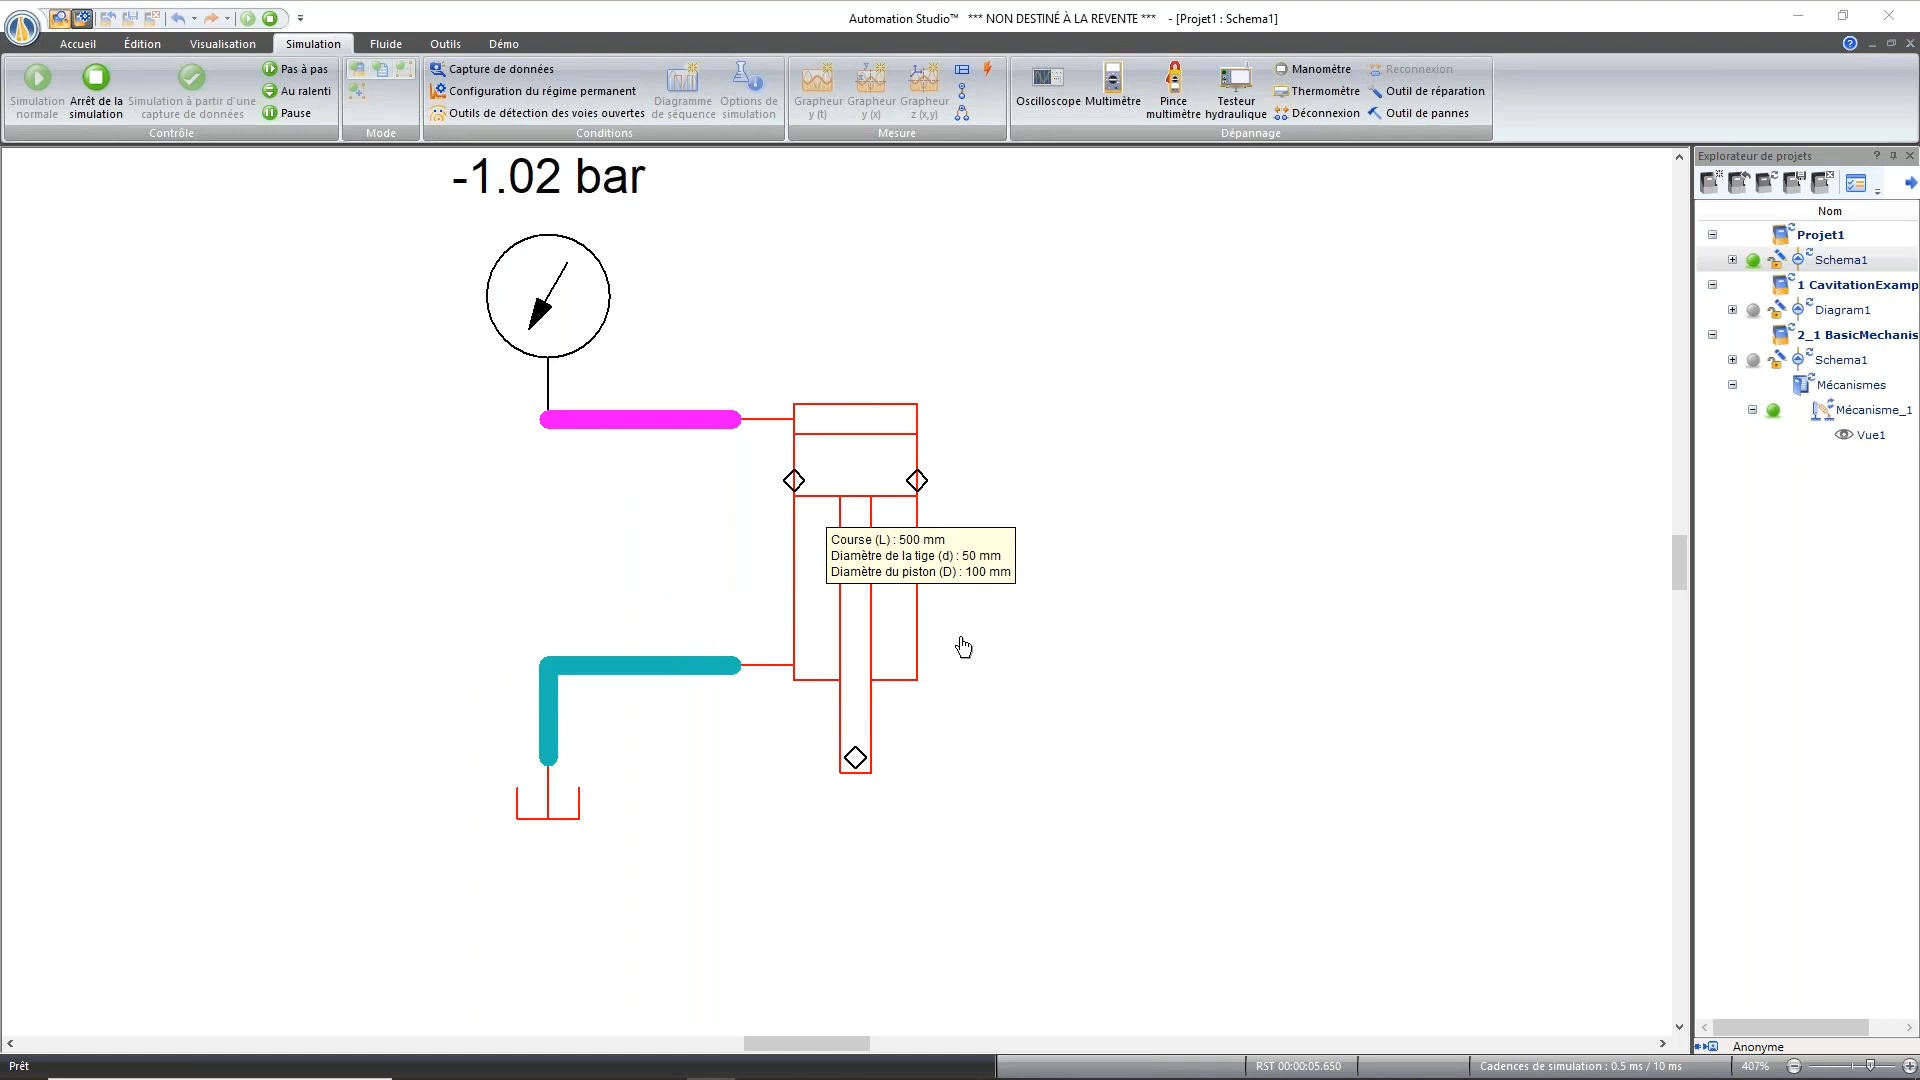 Automation Studio™ *** NON DESTINÉ À LA REVENTE *** - [Projet1 : Schema1]
Accueil Édition Visualisation Simulation Fluide Outils Démo
Simulation normale
Arrêt de la simulation
Simulation à partir d'une capture de données
Pas à pas
Au ralenti
Pause
Contrôle
Mode
Capture de données
Configuration du régime permanent
Outils de détection des voies ouvertes
Diagramme de séquence
Options de simulation
Conditions
Grapheur y (t)
Grapheur y (x)
Grapheur z (x,y)
Mesure
Oscilloscope
Multimètre
Pince multimètre
Testeur hydraulique
Manomètre
Thermomètre
Déconnexion
Reconnexion
Outil de réparation
Outil de pannes
Dépannage
-1.02 bar
Course (L) : 500 mm
Diamètre de la tige (d) : 50 mm
Diamètre du piston (D) : 100 mm
Explorateur de projets
Nom
Projet1
Schema1
1 CavitationExamp
Diagram1
2_1 BasicMechanis
Schema1
Mécanismes
Mécanisme_1
Vue1
Anonyme
Prêt
RST 00:00:05.650
Cadences de simulation : 0.5 ms / 10 ms
407%